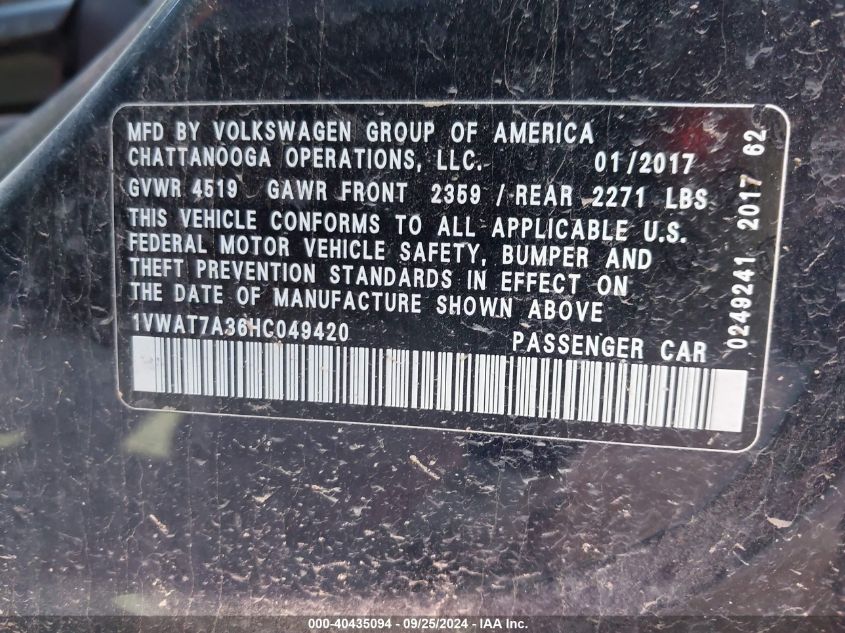 MFD BY VOLKSWAGEN GROUP OF AMERICA
CHATTANOOGA OPERATIONS, LLC. 01/2017
GVWR 4519 GAWR FRONT 2359 / REAR 2271 LBS
THIS VEHICLE CONFORMS TO ALL APPLICABLE U.S.
FEDERAL MOTOR VEHICLE SAFETY, BUMPER AND
THEFT PREVENTION STANDARDS IN EFFECT ON
THE DATE OF MANUFACTURE SHOWN ABOVE
1VWAT7A36HC049420 PASSENGER CAR
0249241 2017 62
000-40435094 - 09/25/2024 - IAA Inc.